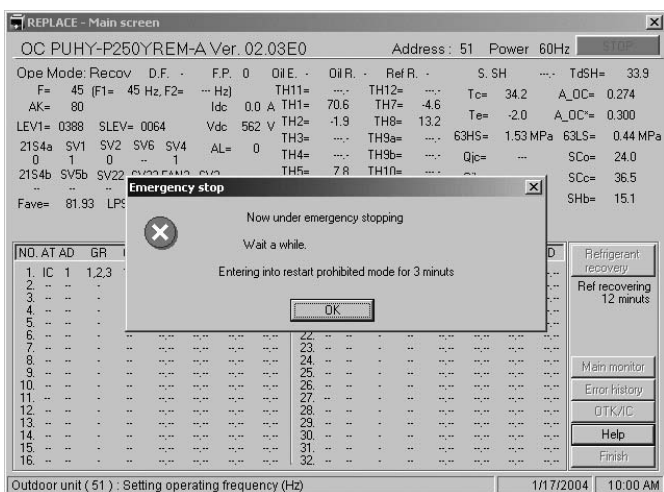 REPLACE - Main screen
OC PUHY-P250YREM-A Ver. 02.03E0 Address : 51 Power 60Hz STOP
Ope Mode: Recov D.F. - F.P. 0 Oil E. - Oil R. - Ref R. - S. SH ---.- TdSH= 33.9
F= 45 (F1= 45 Hz, F2= --- Hz) TH11= ---.- TH12= ---.- Tc= 34.2 A_OC= 0.274
AK= 80 Idc 0.0 A TH1= 70.6 TH7= -4.6 Te= -2.0 A_OC*= 0.300
LEV1= 0388 SLEV= 0064 Vdc 562 V TH2= -1.9 TH8= 13.2
21S4a SV1 SV2 SV6 SV4 AL= 0 TH3= ---.- TH9a= ---.- 63HS= 1.53 MPa 63LS= 0.44 MPa
0 1 0 -- 1 TH4= ---.- TH9b= ---.- Qjc= --- SCo= 24.0
21S4b SV5b SV22 TH5= 7.8 TH10= ---.- SCc= 36.5
-- --
Fave= 81.93 SHb= 15.1
Emergency stop
Now under emergency stopping
Wait a while.
Entering into restart prohibited mode for 3 minuts
OK
NO. AT AD GR D
1. IC 1 1,2,3
2. -- -- -
3. -- -- -
4. -- -- -
5. -- -- -
6. -- -- - - --.-- --.-- --.-- 22. -- -- - - --.-- --.-- --.--
7. -- -- - - --.-- --.-- --.-- 23. -- -- - - --.-- --.-- --.--
8. -- -- - - --.-- --.-- --.-- 24. -- -- - - --.-- --.-- --.--
9. -- -- - - --.-- --.-- --.-- 25. -- -- - - --.-- --.-- --.--
10. -- -- - - --.-- --.-- --.-- 26. -- -- - - --.-- --.-- --.--
11. -- -- - - --.-- --.-- --.-- 27. -- -- - - --.-- --.-- --.--
12. -- -- - - --.-- --.-- --.-- 28. -- -- - - --.-- --.-- --.--
13. -- -- - - --.-- --.-- --.-- 29. -- -- - - --.-- --.-- --.--
14. -- -- - - --.-- --.-- --.-- 30. -- -- - - --.-- --.-- --.--
15. -- -- - - --.-- --.-- --.-- 31. -- -- - - --.-- --.-- --.--
16. -- -- - - --.-- --.-- --.-- 32. -- -- - - --.-- --.-- --.--
Refrigerant
recovery
Ref recovering
12 minuts
Main monitor
Error history
OTK/IC
Help
Finish
Outdoor unit ( 51 ) : Setting operating frequency (Hz) 1/17/2004 10:00 AM